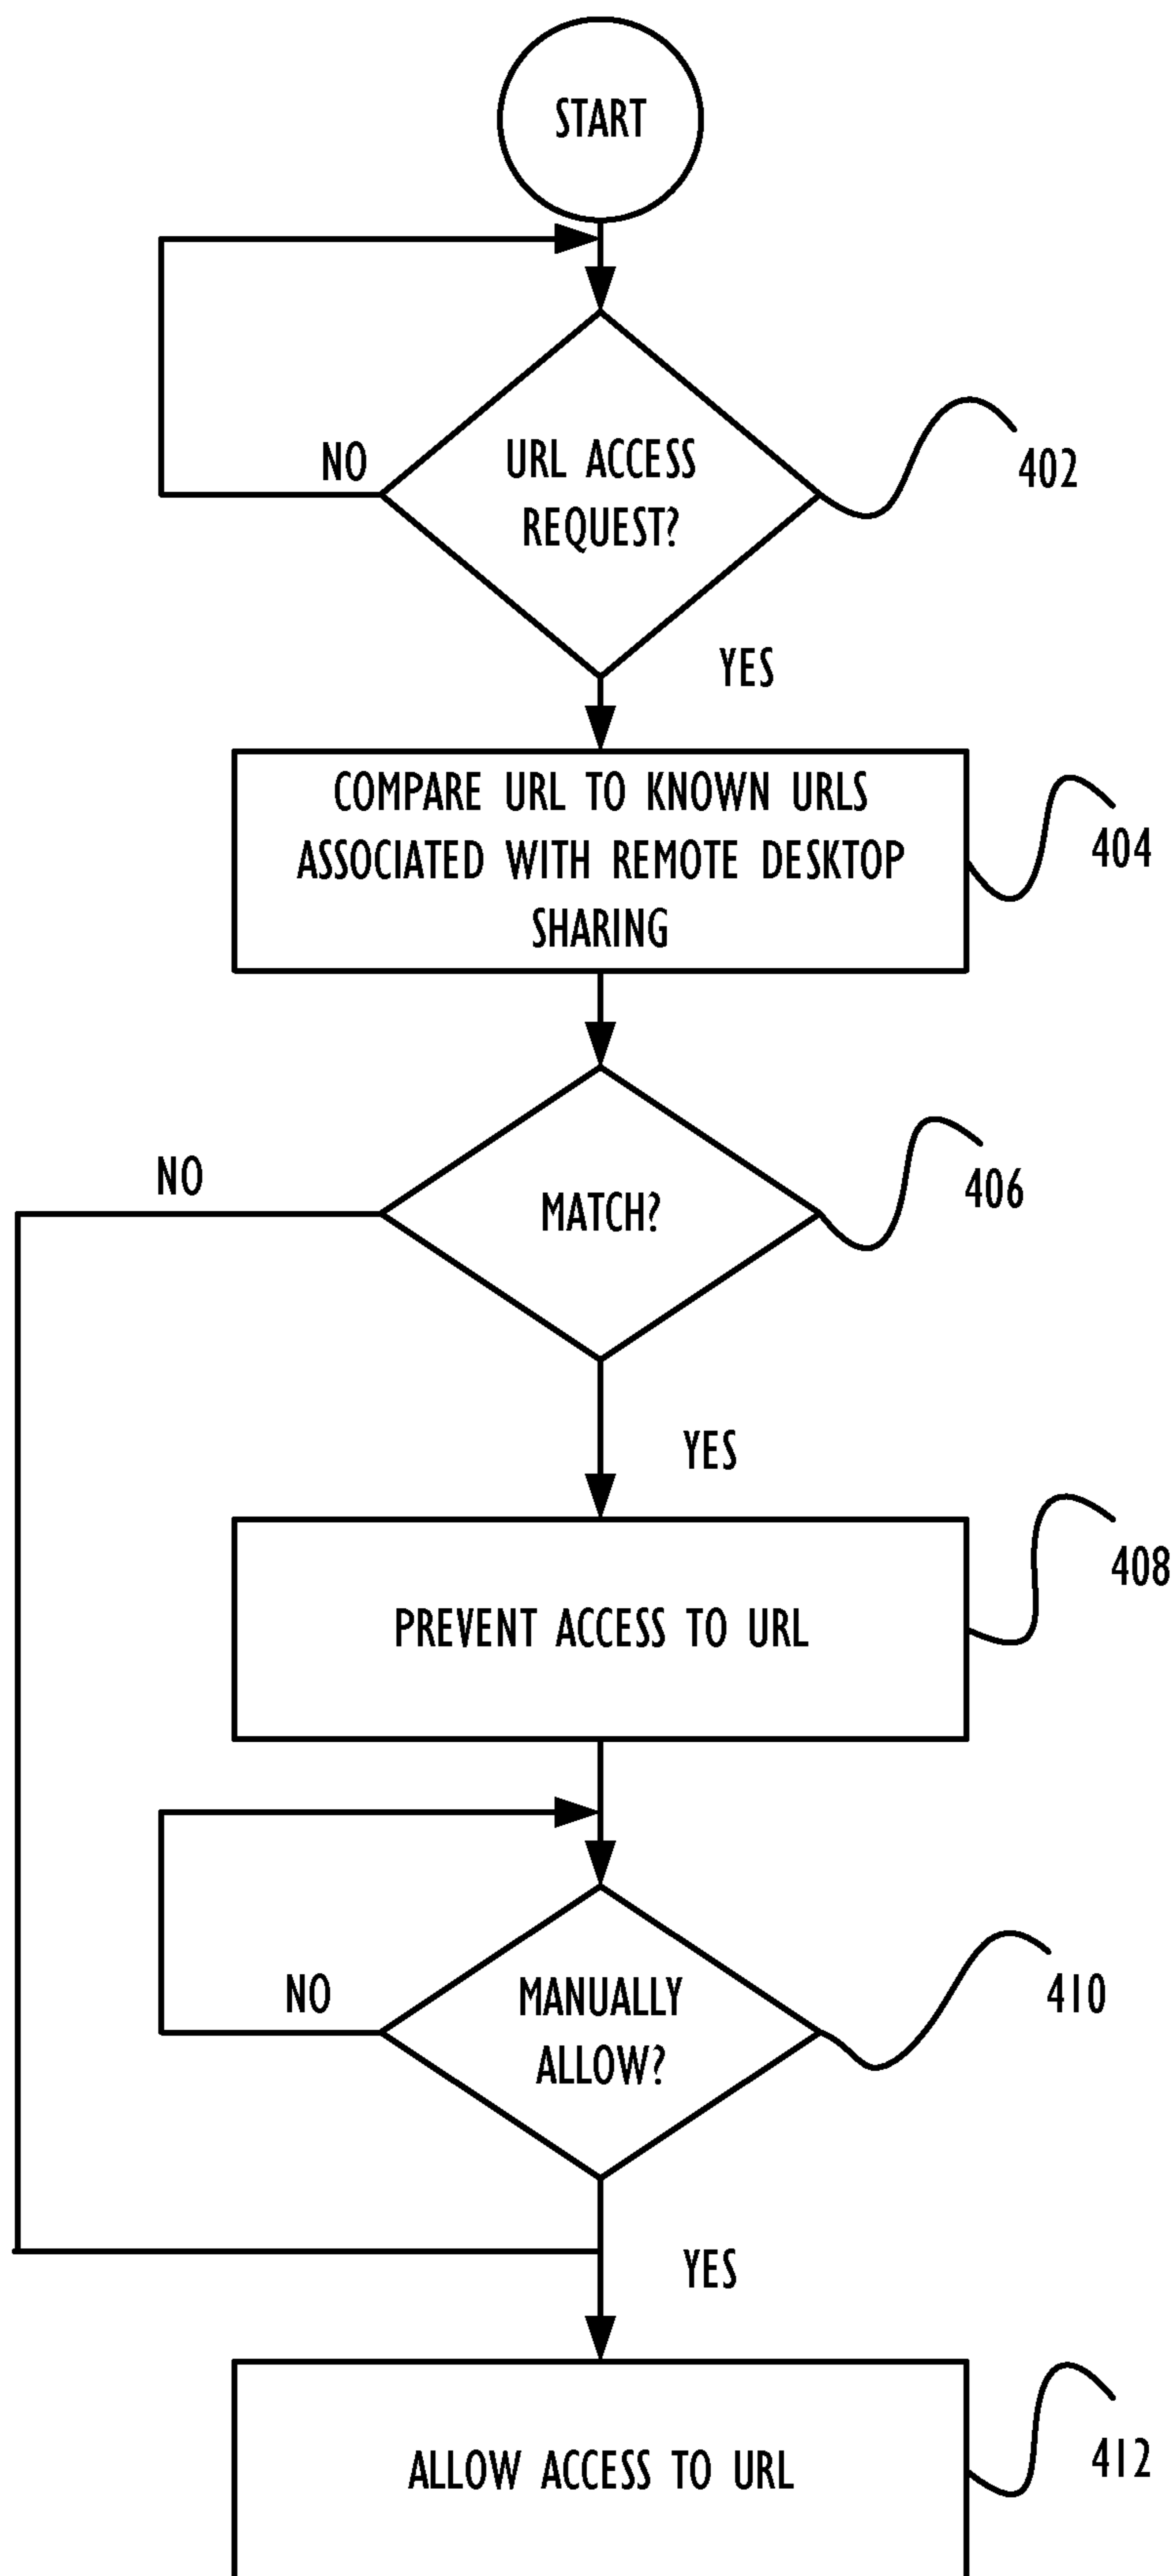 START
NO
URL ACCESS
REQUEST?
402
YES
COMPARE URL TO KNOWN URLS
ASSOCIATED WITH REMOTE DESKTOP
SHARING
404
NO
MATCH?
406
YES
PREVENT ACCESS TO URL
408
NO
MANUALLY
ALLOW?
410
YES
ALLOW ACCESS TO URL
412